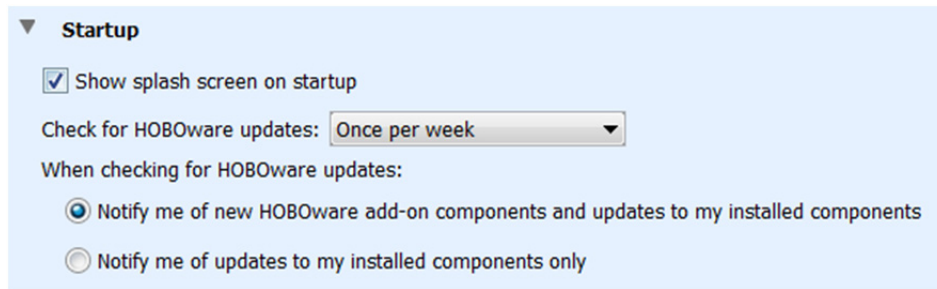 Startup
Show splash screen on startup
Check for HOBOware updates: Once per week
When checking for HOBOware updates:
Notify me of new HOBOware add-on components and updates to my installed components
Notify me of updates to my installed components only